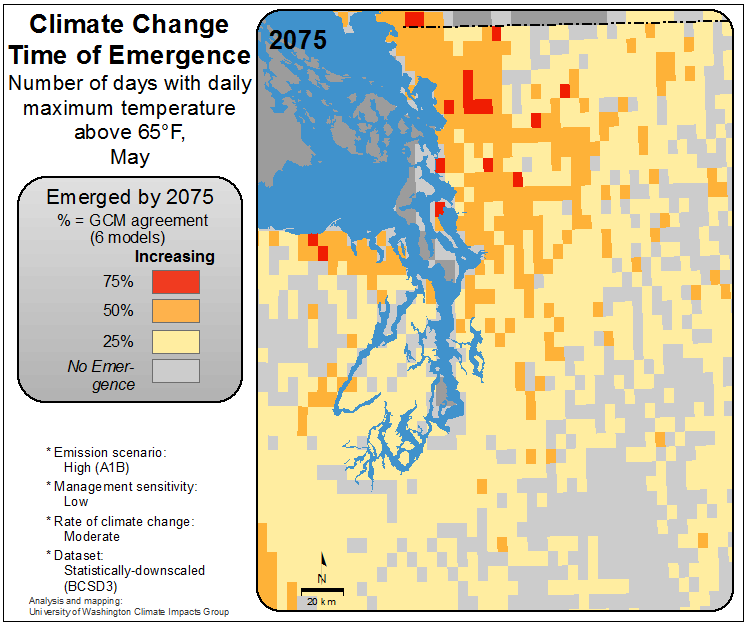 Climate Change
Time of Emergence
Number of days with daily
maximum temperature
above 65°F,
May
Emerged by 2075
% = GCM agreement
(6 models)
Increasing
75%
50%
25%
No Emer-
gence
* Emission scenario:
High (A1B)
* Management sensitivity:
Low
* Rate of climate change:
Moderate
* Dataset:
Statistically-downscaled
(BCSD3)
Analysis and mapping:
University of Washington Climate Impacts Group
2075
N
20 km